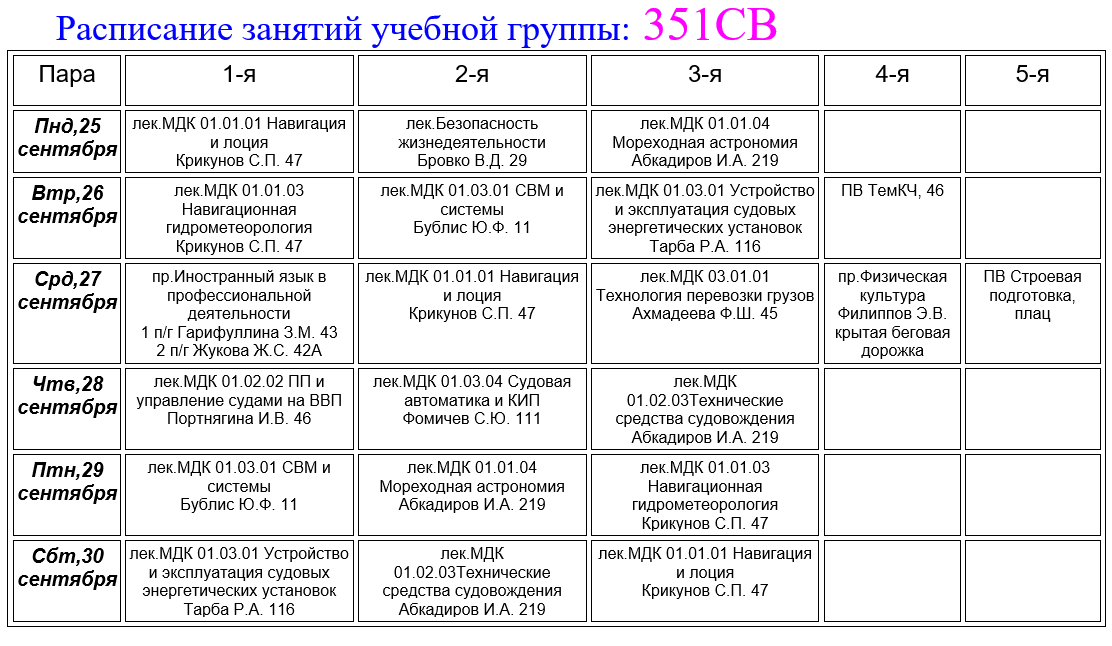 Расписание занятий учебной группы: 351СВ
Пара
1-я
2-я
3-я
4-я
5-я
Пнд,25
сентября
лек.МДК 01.01.01 Навигация
и лоция
Крикунов С.П. 47
лек.Безопасность
жизнедеятельности
Бровко В.Д. 29
лек.МДК 01.01.04
Мореходная астрономия
Абкадиров И.А. 219
Втр,26
сентября
лек.МДК 01.01.03
Навигационная
гидрометеорология
Крикунов С.П. 47
лек.МДК 01.03.01 СВМ и
системы
Бублис Ю.Ф. 11
лек.МДК 01.03.01 Устройство
и эксплуатация судовых
энергетических установок
Тарба Р.А. 116
ПВ ТемКЧ, 46
Срд,27
сентября
пр.Иностранный язык в
профессиональной
деятельности
1 п/г Гарифуллина З.М. 43
2 п/г Жукова Ж.С. 42А
лек.МДК 01.01.01 Навигация
и лоция
Крикунов С.П. 47
лек.МДК 03.01.01
Технология перевозки грузов
Ахмадеева Ф.Ш. 45
пр.Физическая
культура
Филиппов Э.В.
крытая беговая
дорожка
ПВ Строевая
подготовка,
плац
Чтв,28
сентября
лек.МДК 01.02.02 ПП и
управление судами на ВВП
Портнягина И.В. 46
лек.МДК 01.03.04 Судовая
автоматика и КИП
Фомичев С.Ю. 111
лек.МДК
01.02.03Технические
средства судовождения
Абкадиров И.А. 219
Птн,29
сентября
лек.МДК 01.03.01 СВМ и
системы
Бублис Ю.Ф. 11
лек.МДК 01.01.04
Мореходная астрономия
Абкадиров И.А. 219
лек.МДК 01.01.03
Навигационная
гидрометеорология
Крикунов С.П. 47
Сбт,30
сентября
лек.МДК 01.03.01 Устройство
и эксплуатация судовых
энергетических установок
Тарба Р.А. 116
лек.МДК
01.02.03Технические
средства судовождения
Абкадиров И.А. 219
лек.МДК 01.01.01 Навигация
и лоция
Крикунов С.П. 47